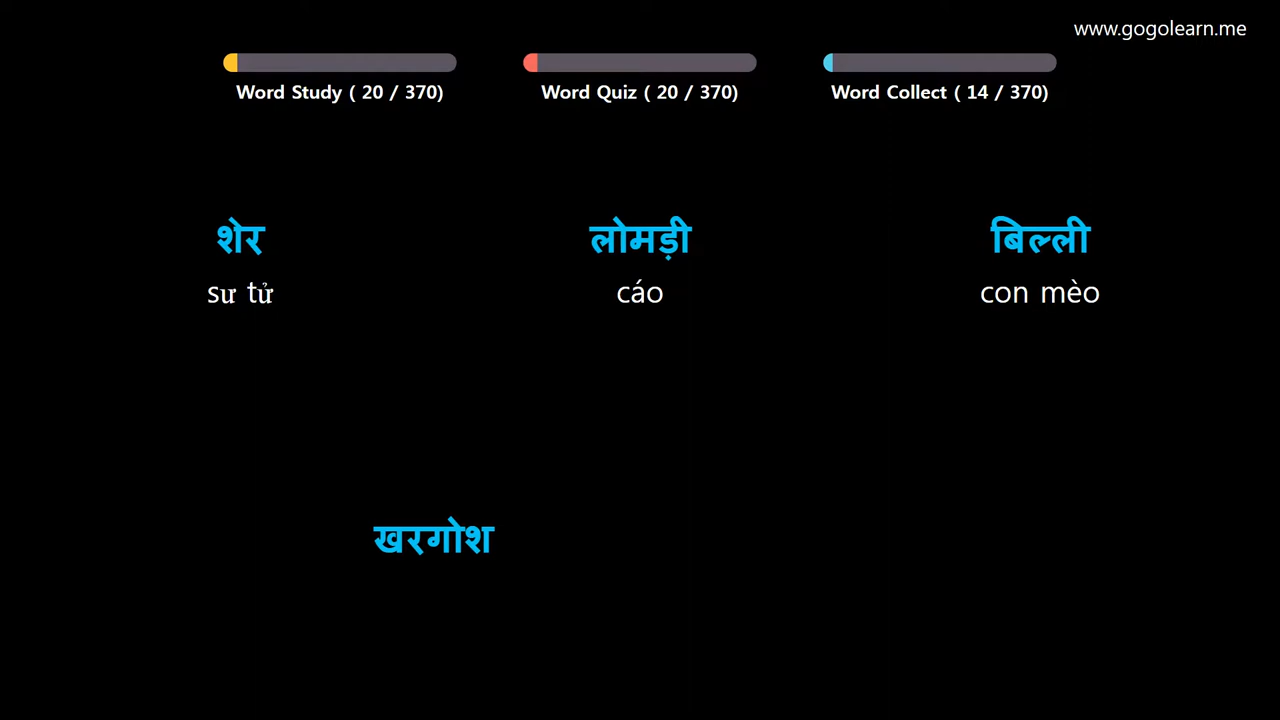 www.gogolearn.me
Word Study ( 20 / 370)
Word Quiz ( 20 / 370)
Word Collect ( 14 / 370)
शेर
लोमड़ी
बिल्ली
sư tử
cáo
con mèo
खरगोश